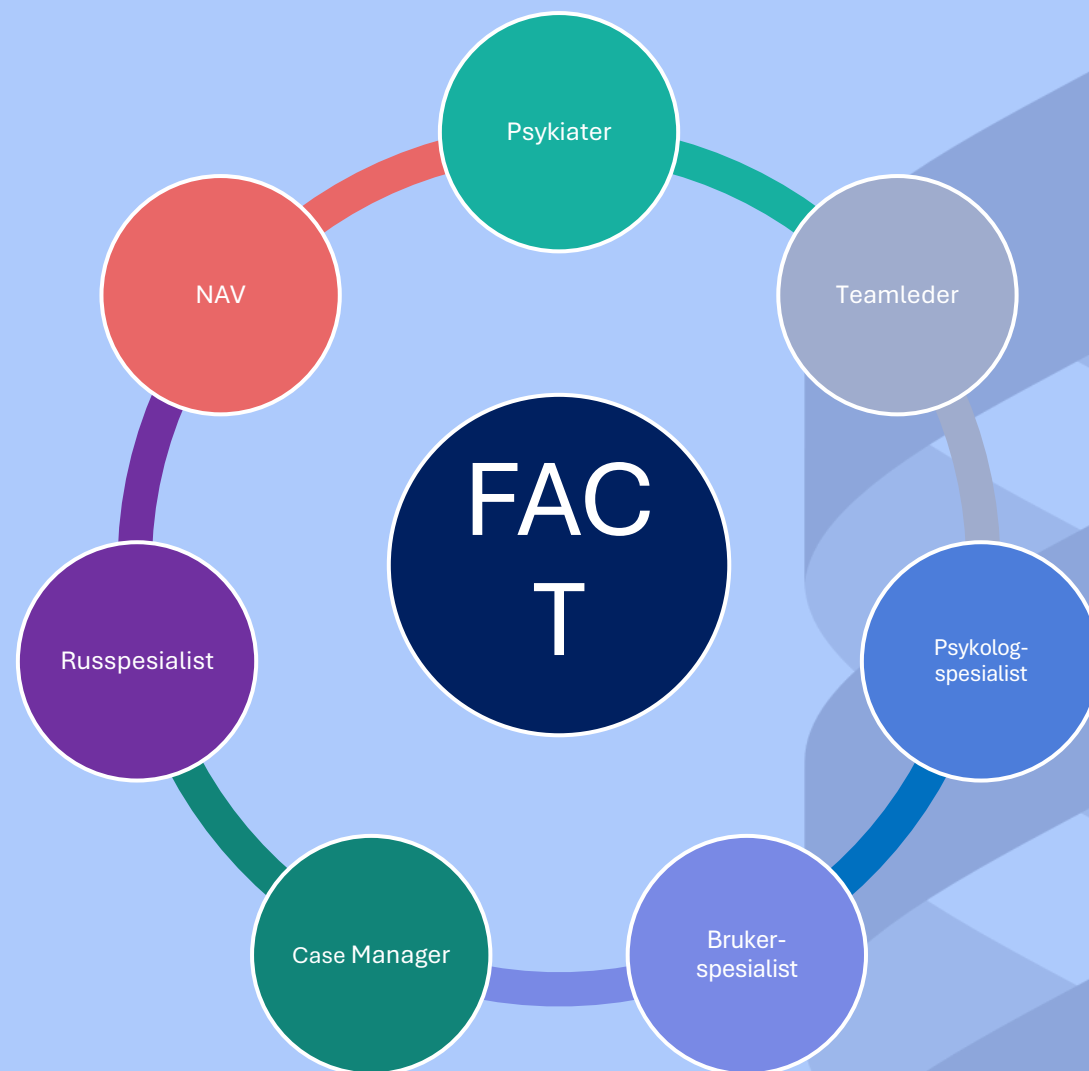 Psykiater
NAV
Teamleder
FAC
T
Russpesialist
Psykolog-
spesialist
Case Manager
Bruker-
spesialist